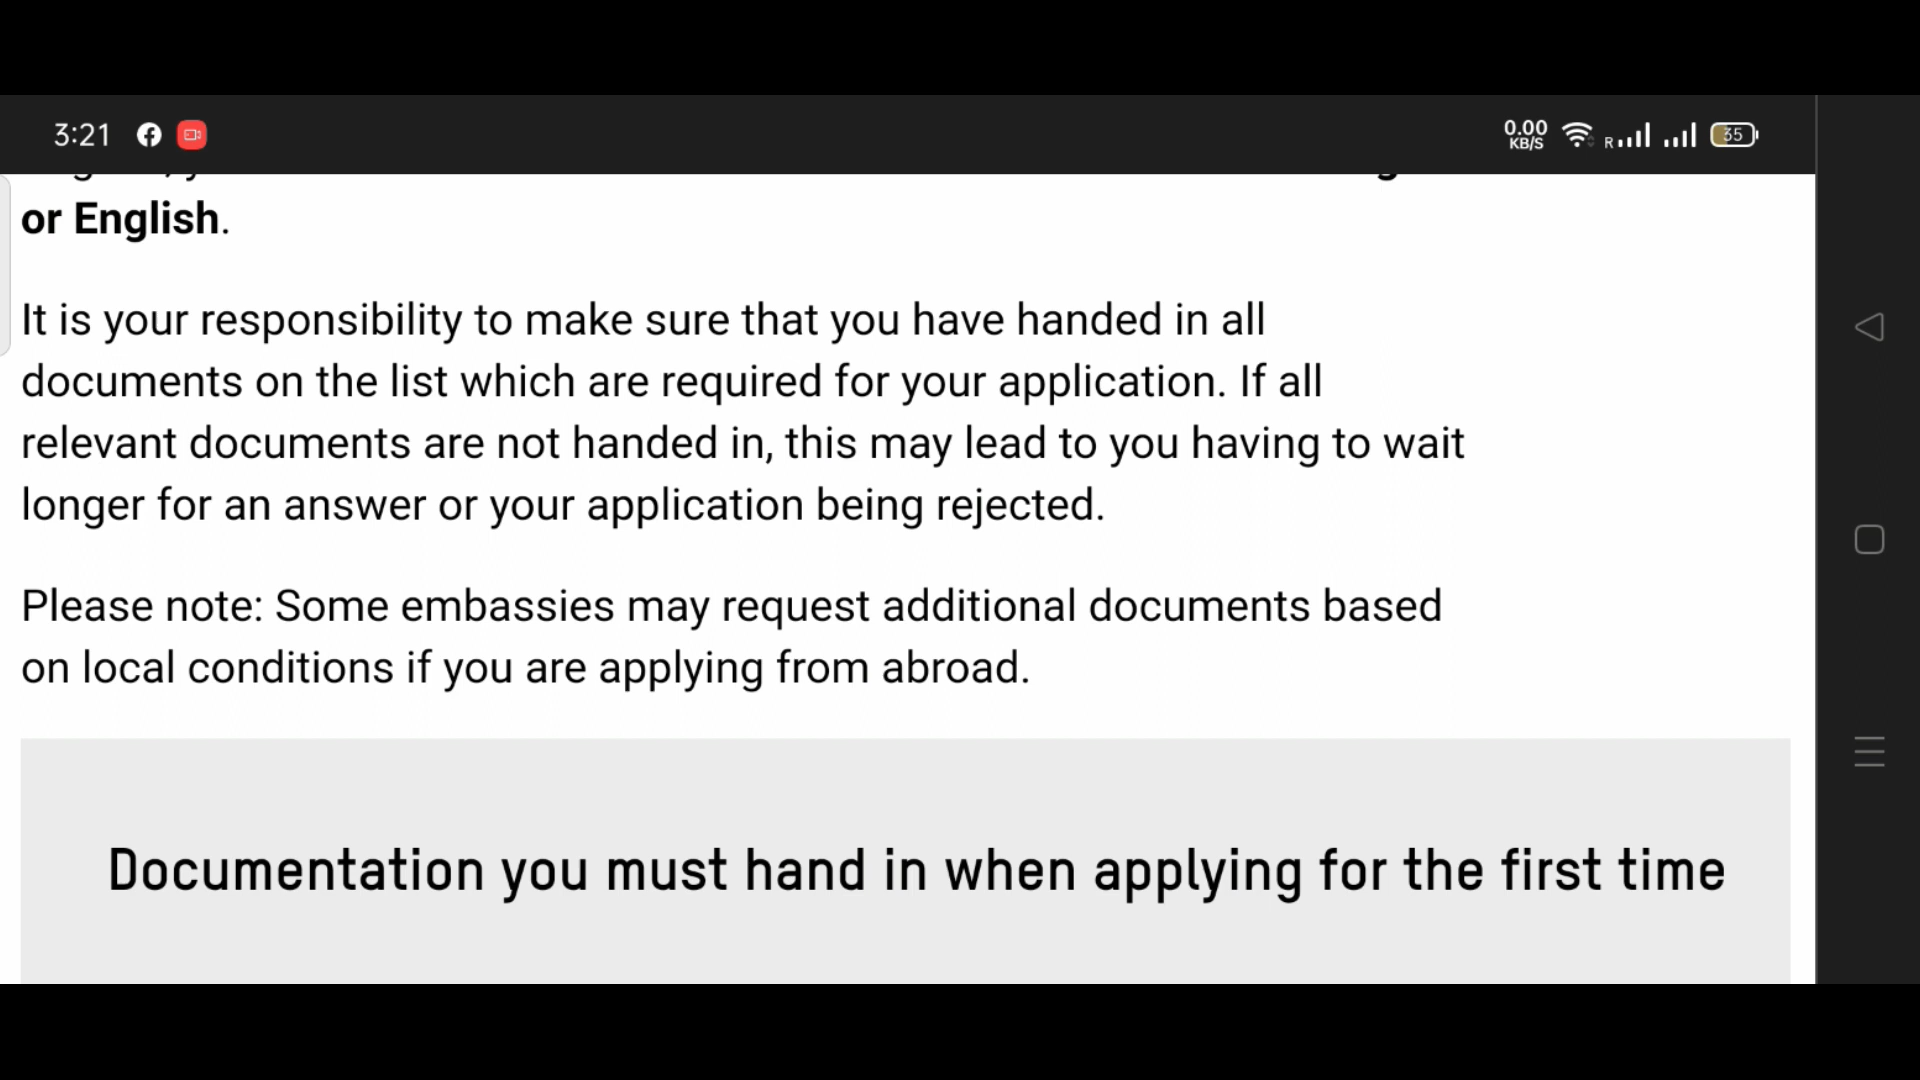 3:21
0.00
KB/S
R
35
or English.
It is your responsibility to make sure that you have handed in all
documents on the list which are required for your application. If all
relevant documents are not handed in, this may lead to you having to wait
longer for an answer or your application being rejected.
Please note: Some embassies may request additional documents based
on local conditions if you are applying from abroad.
Documentation you must hand in when applying for the first time